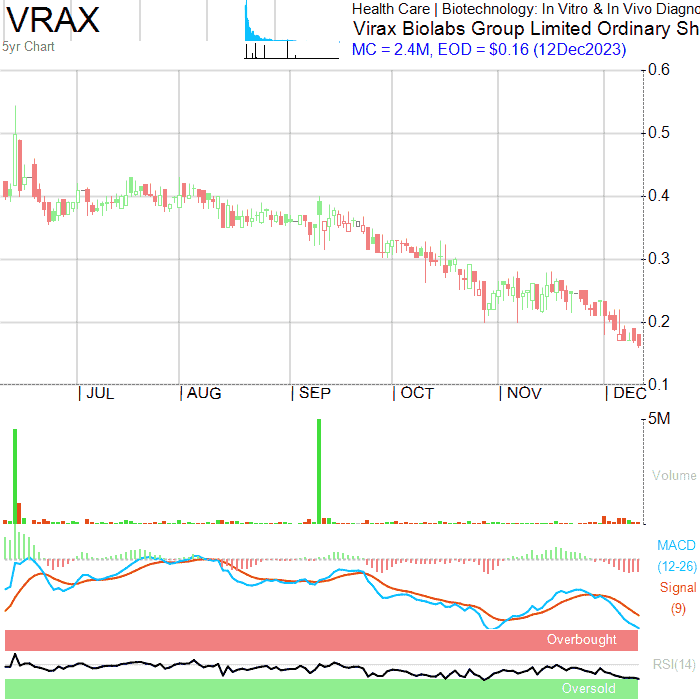 VRAX
5yr Chart
Health Care | Biotechnology: In Vitro & In Vivo Diagno
Virax Biolabs Group Limited Ordinary Sh
MC = 2.4M, EOD = $0.16 (12Dec2023)
0.6
0.5
0.4
0.3
0.2
0.1
| JUL | AUG | SEP | OCT | NOV | DEC
5M
Volume
MACD
(12-26)
Signal
(9)
Overbought
RSI(14)
Oversold